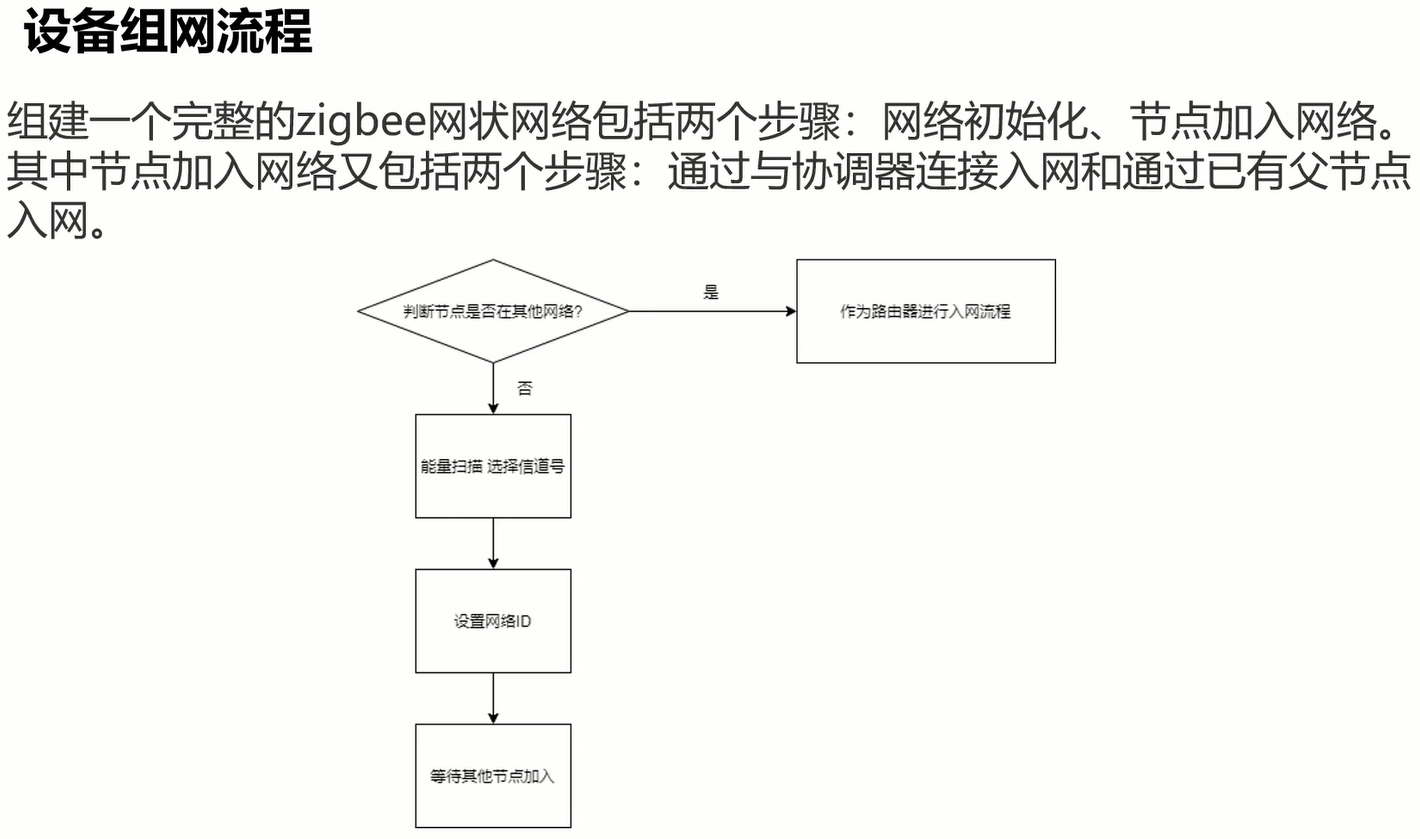 设备组网流程
组建一个完整的zigbee网状网络包括两个步骤：网络初始化、节点加入网络。
其中节点加入网络又包括两个步骤：通过与协调器连接入网和通过已有父节点
入网。
判断节点是否在其他网络?
是
作为路由器进行入网流程
否
能量扫描 选择信道号
设置网络ID
等待其他节点加入